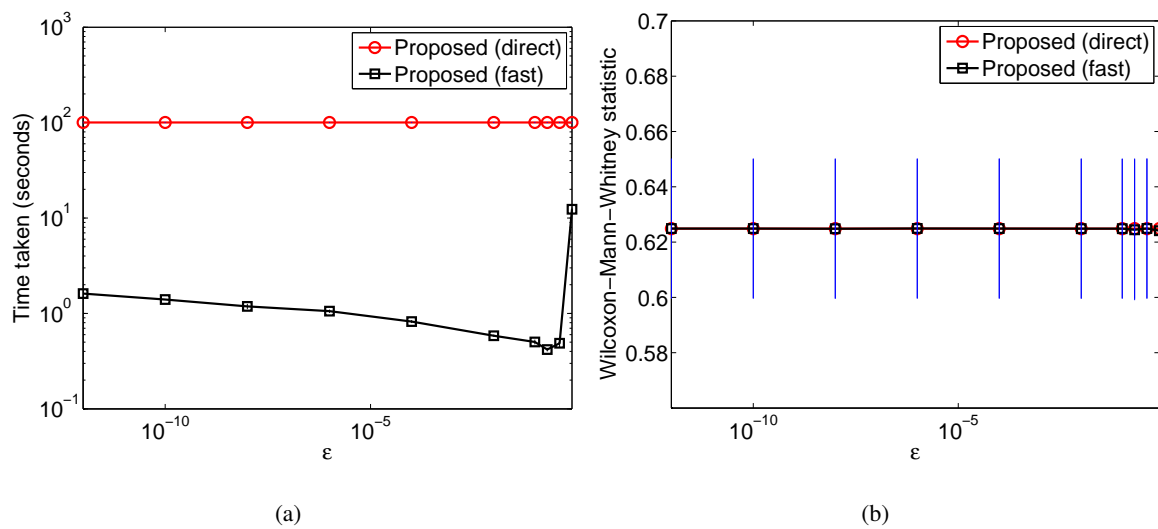 10^3
10^2
10^1
10^0
10^−1
Time taken (seconds)
Proposed (direct)
Proposed (fast)
10^−10
10^−5
ε
(a)
0.7
0.68
0.66
0.64
0.62
0.6
0.58
Wilcoxon−Mann−Whitney statistic
Proposed (direct)
Proposed (fast)
10^−10
10^−5
ε
(b)